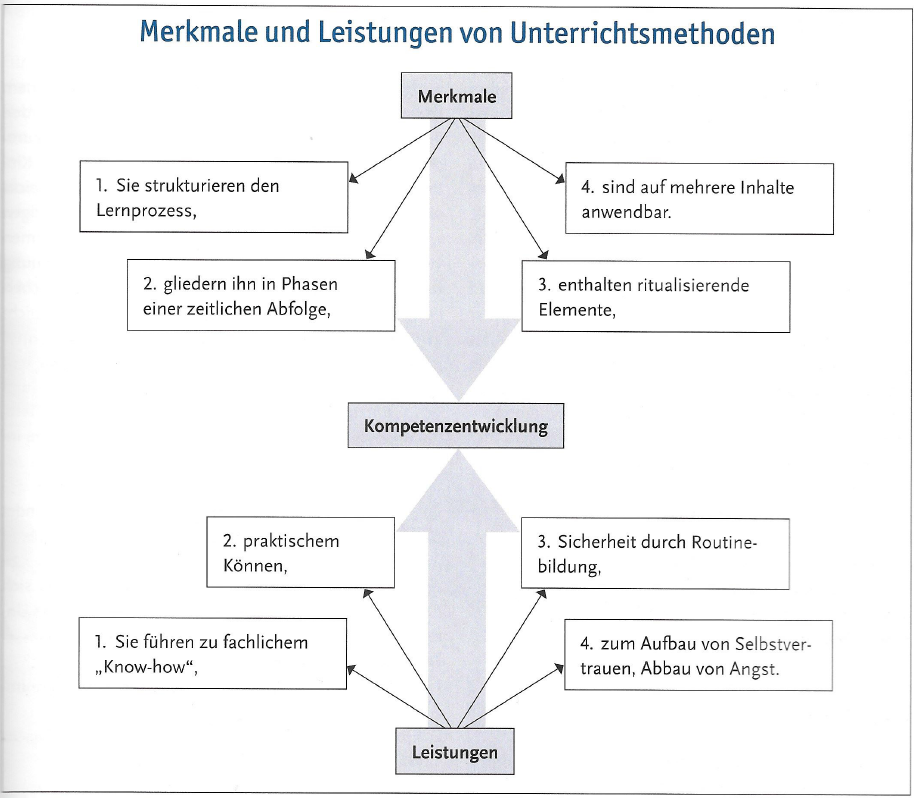 Merkmale und Leistungen von Unterrichtsmethoden
Merkmale
1. Sie strukturieren den
Lernprozess,
4. sind auf mehrere Inhalte
anwendbar.
2. gliedern ihn in Phasen
einer zeitlichen Abfolge,
3. enthalten ritualisierende
Elemente,
Kompetenzentwicklung
2. praktischem
Können,
3. Sicherheit durch Routine-
bildung,
1. Sie führen zu fachlichem
„Know-how“,
4. zum Aufbau von Selbstver-
trauen, Abbau von Angst.
Leistungen